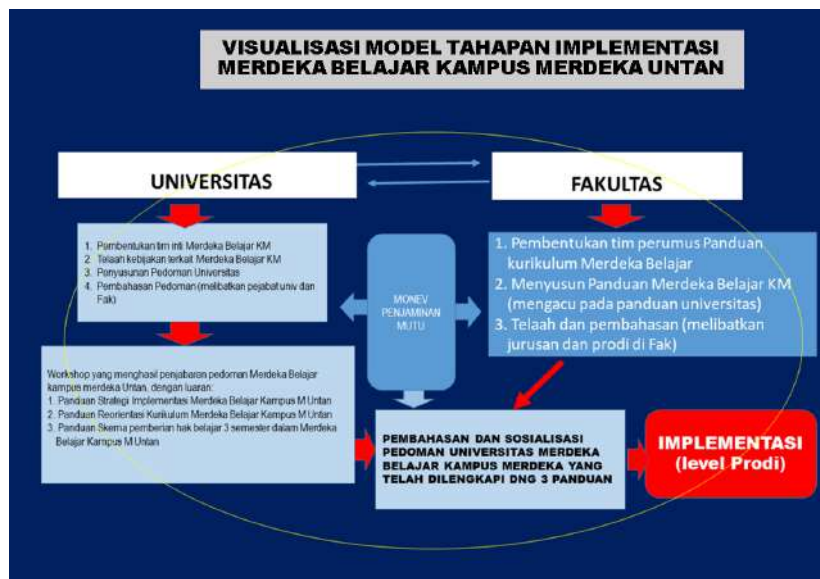 VISUALISASI MODEL TAHAPAN IMPLEMENTASI
MERDEKA BELAJAR KAMPUS MERDEKA UNTAN
UNIVERSITAS
FAKULTAS
1. Pembentukan tim inti Merdeka Belajar KM
2. Telaah kebijakan terkait Merdeka Belajar KM
3. Penyusunan Pedoman Universitas
4. Pembahasan Pedoman (melibatkan pejabat univ dan
Fak)
MONEV
PENJAMINAN
MUTU
1. Pembentukan tim perumus Panduan
kurikulum Merdeka Belajar
2. Menyusun Panduan Merdeka Belajar KM
(mengacu pada panduan universitas)
3. Telaah dan pembahasan (melibatkan
jurusan dan prodi di Fak)
Workshop yang menghasil penjabaran pedoman Merdeka Belajar
kampus merdeka Untan, dengan luaran:
1. Panduan Strategi Implementasi Merdeka Belajar Kampus M Untan
2. Panduan Reorientasi Kurikulum Merdeka Belajar Kampus M Untan
3. Panduan Skema pemberian hak belajar 3 semester dalam Merdeka
Belajar Kampus M Untan
PEMBAHASAN DAN SOSIALISASI
PEDOMAN UNIVERSITAS MERDEKA
BELAJAR KAMPUS MERDEKA YANG
TELAH DILENGKAPI DNG 3 PANDUAN
IMPLEMENTASI
(level Prodi)